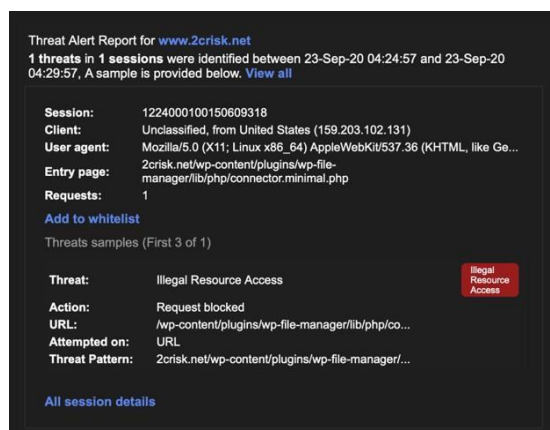 Threat Alert Report for www.2crisk.net
1 threats in 1 sessions were identified between 23-Sep-20 04:24:57 and 23-Sep-20
04:29:57, A sample is provided below. View all
Session: 1224000100150609318
Client: Unclassified, from United States (159.203.102.131)
User agent: Mozilla/5.0 (X11; Linux x86_64) AppleWebKit/537.36 (KHTML, like Ge...
Entry page: 2crisk.net/wp-content/plugins/wp-file-
manager/lib/php/connector.minimal.php
Requests: 1
Add to whitelist
Threats samples (First 3 of 1)
Threat: Illegal Resource Access
Illegal
Resource
Access
Action: Request blocked
URL: /wp-content/plugins/wp-file-manager/lib/php/co...
Attempted on: URL
Threat Pattern: 2crisk.net/wp-content/plugins/wp-file-manager/...
All session details